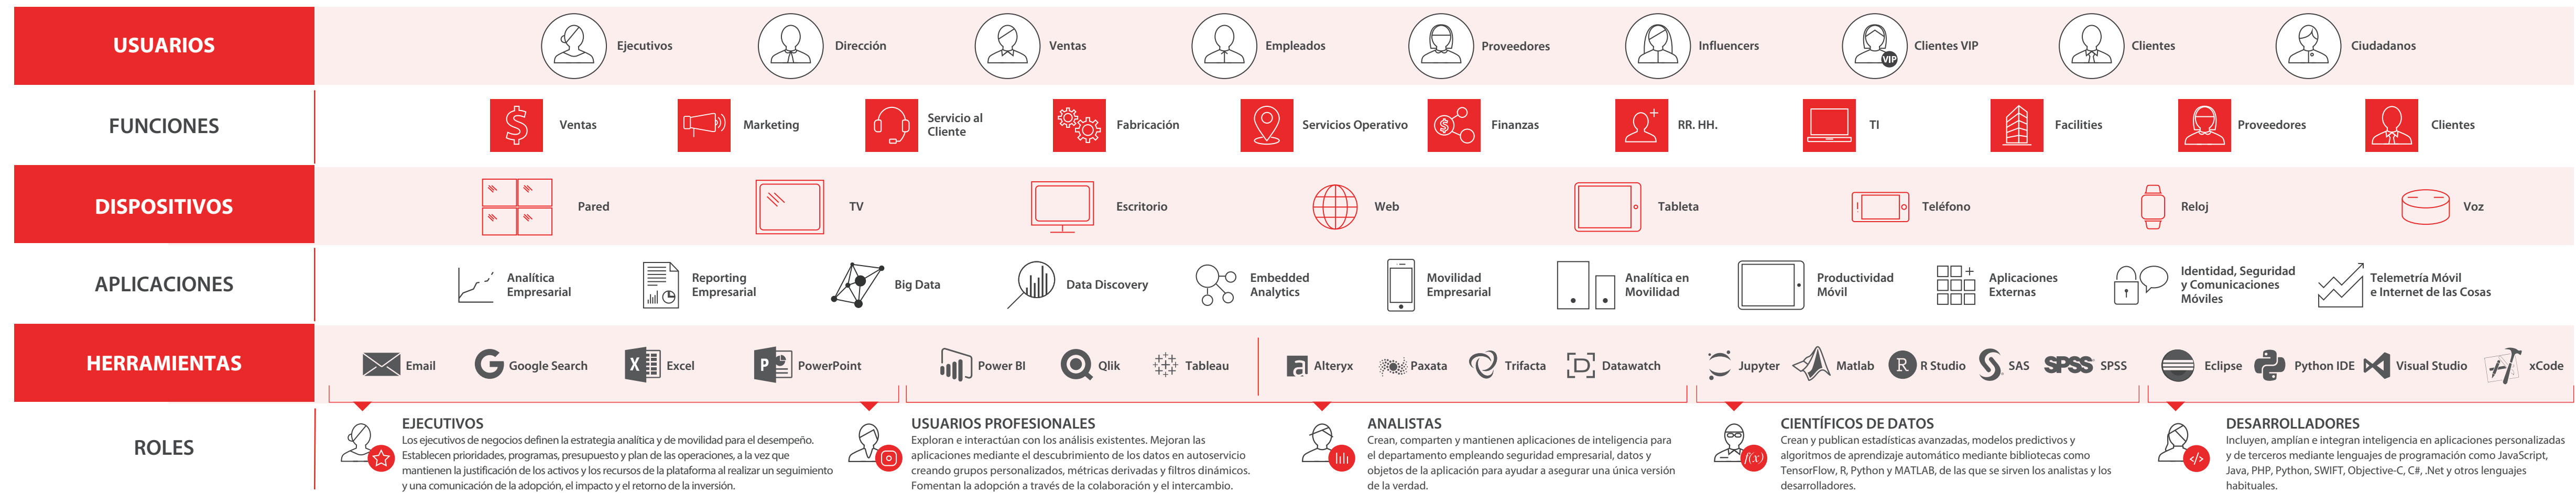 USUARIOS
Ejecutivos
Dirección
Ventas
Empleados
Proveedores
Influencers
VIP
Clientes VIP
Clientes
Ciudadanos
FUNCIONES
$
Ventas
Marketing
Servicio al
Cliente
Fabricación
Servicios Operativo
$
Finanzas
RR. HH.
TI
Facilities
Proveedores
Clientes
DISPOSITIVOS
Pared
TV
Escritorio
Web
Tableta
Teléfono
Reloj
Voz
APLICACIONES
Analítica
Empresarial
Reporting
Empresarial
Big Data
Data Discovery
Embedded
Analytics
Movilidad
Empresarial
Analítica en
Movilidad
Productividad
Móvil
Aplicaciones
Externas
Identidad, Seguridad
y Comunicaciones
Móviles
Telemetría Móvil
e Internet de las Cosas
HERRAMIENTAS
Email
G
Google Search
X
Excel
P
PowerPoint
Power BI
Qlik
Tableau
a
Alteryx
Paxata
Trifacta
D
Datawatch
Jupyter
Matlab
R
R Studio
SAS
SPSS
SPSS
Eclipse
Python IDE
Visual Studio
xCode
ROLES
EJECUTIVOS
Los ejecutivos de negocios definen la estrategia analítica y de movilidad para el desempeño.
Establecen prioridades, programas, presupuesto y plan de las operaciones, a la vez que
mantienen la justificación de los activos y los recursos de la plataforma al realizar un seguimiento
y una comunicación de la adopción, el impacto y el retorno de la inversión.
USUARIOS PROFESIONALES
Exploran e interactúan con los análisis existentes. Mejoran las
aplicaciones mediante el descubrimiento de los datos en autoservicio
creando grupos personalizados, métricas derivadas y filtros dinámicos.
Fomentan la adopción a través de la colaboración y el intercambio.
ANALISTAS
Crean, comparten y mantienen aplicaciones de inteligencia para
el departamento empleando seguridad empresarial, datos y
objetos de la aplicación para ayudar a asegurar una única versión
de la verdad.
f(x)
CIENTÍFICOS DE DATOS
Crean y publican estadísticas avanzadas, modelos predictivos y
algoritmos de aprendizaje automático mediante bibliotecas como
TensorFlow, R, Python y MATLAB, de las que se sirven los analistas y los
desarrolladores.
</>
DESARROLLADORES
Incluyen, amplían e integran inteligencia en aplicaciones personalizadas
y de terceros mediante lenguajes de programación como JavaScript,
Java, PHP, Python, SWIFT, Objective-C, C#, .Net y otros lenguajes
habituales.